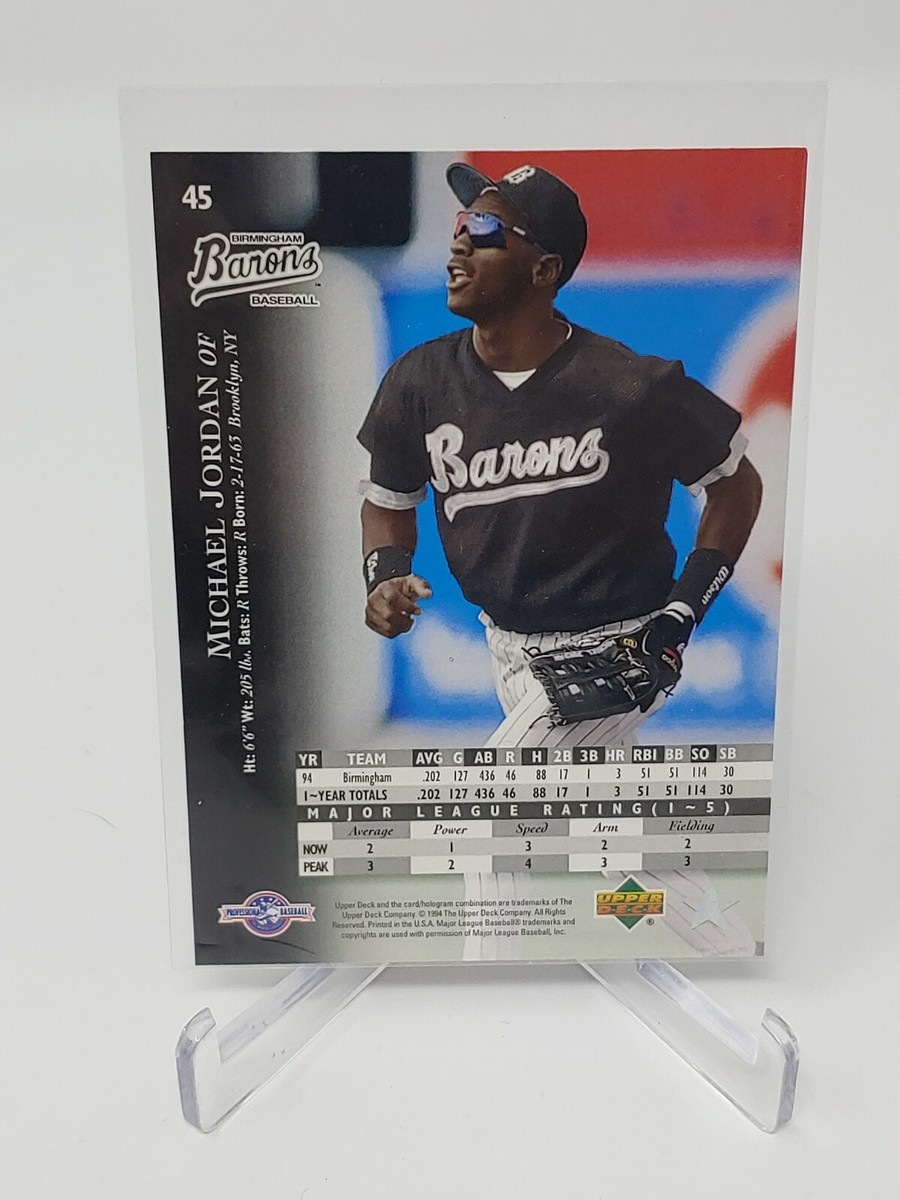 45
BIRMINGHAM
Barons
BASEBALL
MICHAEL JORDAN OF
Ht: 6'6" Wt: 205 lbs. Bats: R Throws: R Born: 2-17-63 Brooklyn, NY
B
Barons
Wilson
YR TEAM AVG G AB R H 2B 3B HR RBI BB SO SB
94 Birmingham .202 127 436 46 88 17 1 3 51 51 114 30
1~YEAR TOTALS .202 127 436 46 88 17 1 3 51 51 114 30
MAJOR LEAGUE RATING (1~5)
Average Power Speed Arm Fielding
NOW 2 1 3 2 2
PEAK 3 2 4 3 3
PROFESSIONAL BASEBALL
Upper Deck and the card/hologram combination are trademarks of The
Upper Deck Company. © 1994 The Upper Deck Company. All Rights
Reserved. Printed in the U.S.A. Major League Baseball® trademarks and
copyrights are used with permission of Major League Baseball, Inc.
UPPER
DECK
®